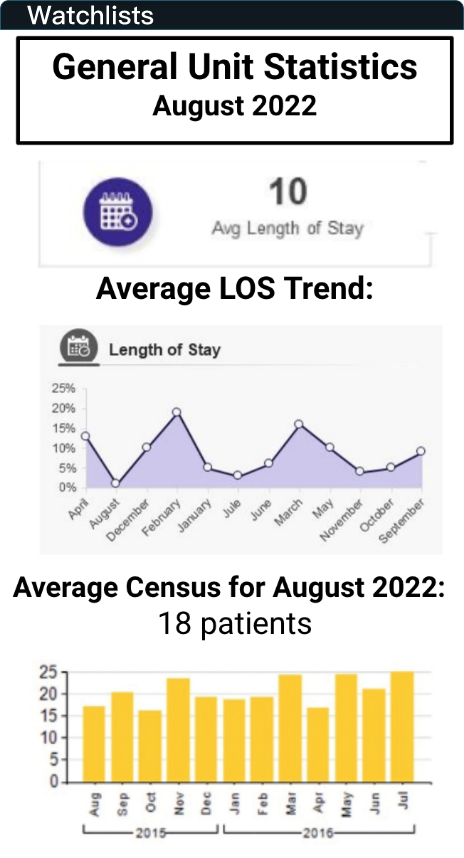 Watchlists
General Unit Statistics
August 2022
10
Avg Length of Stay
Average LOS Trend:
Length of Stay
25%
20%
15%
10%
5%
0%
April
August
December
February
January
Jule
June
March
May
November
October
September
Average Census for August 2022:
18 patients
25
20
15
10
5
0
Aug
Sep
Oct
Nov
Dec
Jan
Feb
Mar
Apr
May
Jun
Jul
2015
2016